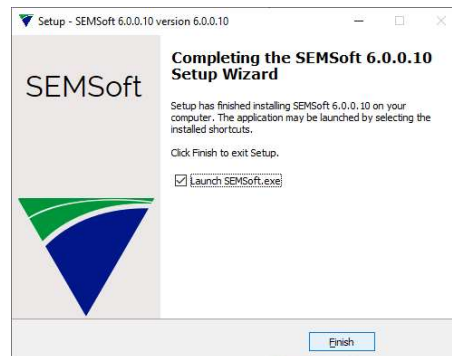 Setup - SEMSoft 6.0.0.10 version 6.0.0.10
SEMSoft
Completing the SEMSoft 6.0.0.10
Setup Wizard
Setup has finished installing SEMSoft 6.0.0.10 on your
computer. The application may be launched by selecting the
installed shortcuts.
Click Finish to exit Setup.
Launch SEMSoft.exe
Finish